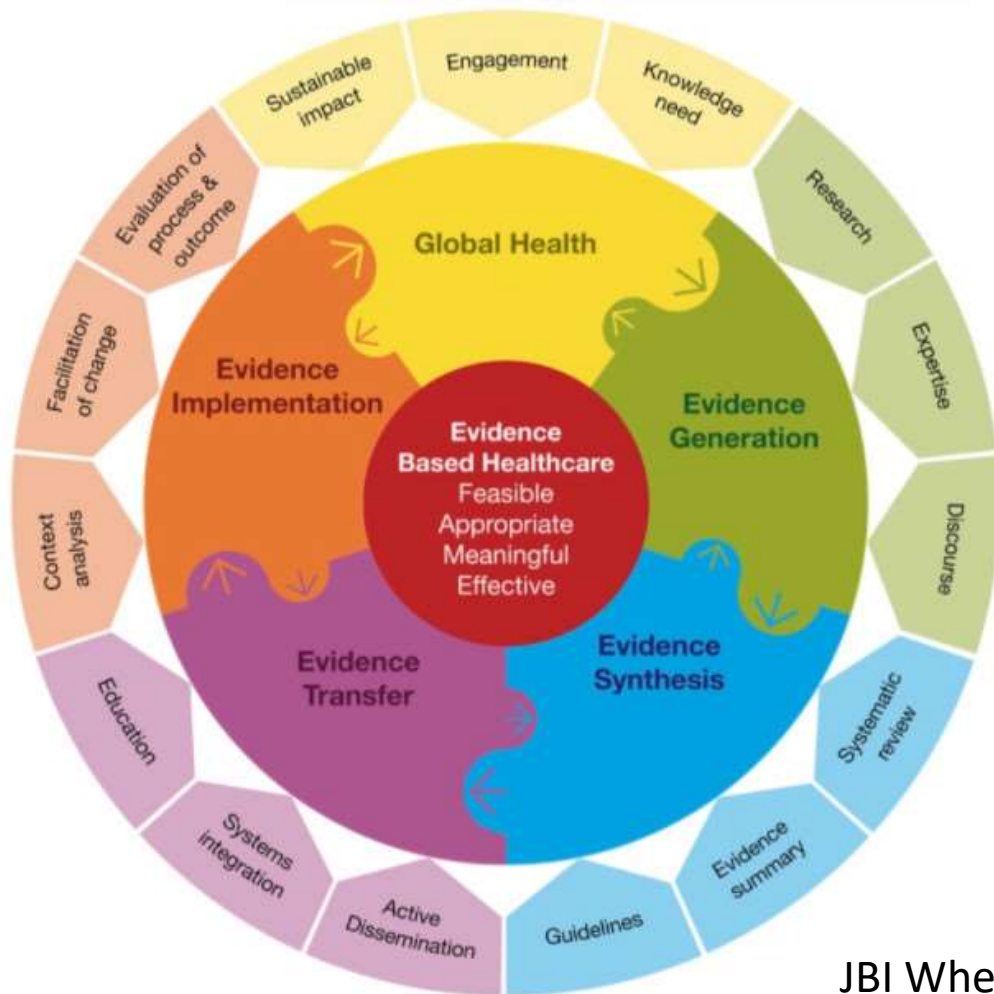 Sustainable
impact
Engagement
Knowledge
need
Research
Expertise
Discourse
Systematic
review
Evidence
summary
Guidelines
Active
Dissemination
Systems
integration
Education
Context
analysis
Facilitation
of change
Evaluation of
process &
outcome
Global Health
Evidence
Generation
Evidence
Synthesis
Evidence
Transfer
Evidence
Implementation
Evidence
Based Healthcare
Feasible
Appropriate
Meaningful
Effective
JBI Whe